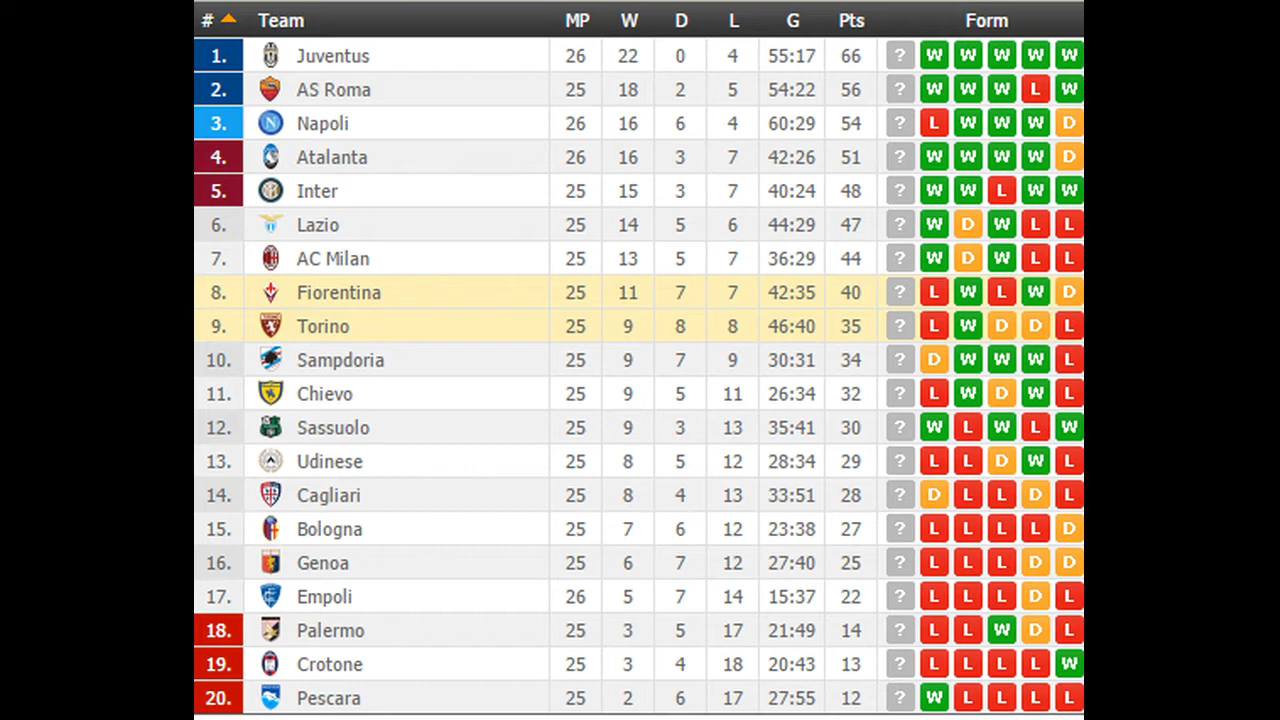 # Team MP W D L G Pts Form
1. Juventus 26 22 0 4 55:17 66 ? W W W W W
2. AS Roma 25 18 2 5 54:22 56 ? W W W L W
3. Napoli 26 16 6 4 60:29 54 ? L W W W D
4. Atalanta 26 16 3 7 42:26 51 ? W W W W D
5. Inter 25 15 3 7 40:24 48 ? W W L W W
6. Lazio 25 14 5 6 44:29 47 ? W D W L L
7. AC Milan 25 13 5 7 36:29 44 ? W D W L L
8. Fiorentina 25 11 7 7 42:35 40 ? L W L W D
9. Torino 25 9 8 8 46:40 35 ? L W D D L
10. Sampdoria 25 9 7 9 30:31 34 ? D W W W L
11. Chievo 25 9 5 11 26:34 32 ? L W D W L
12. Sassuolo 25 9 3 13 35:41 30 ? W L W L W
13. Udinese 25 8 5 12 28:34 29 ? L L D W L
14. Cagliari 25 8 4 13 33:51 28 ? D L L D L
15. Bologna 25 7 6 12 23:38 27 ? L L L L D
16. Genoa 25 6 7 12 27:40 25 ? L L L D D
17. Empoli 26 5 7 14 15:37 22 ? L L L D L
18. Palermo 25 3 5 17 21:49 14 ? L L W D L
19. Crotone 25 3 4 18 20:43 13 ? L L L L W
20. Pescara 25 2 6 17 27:55 12 ? W L L L L